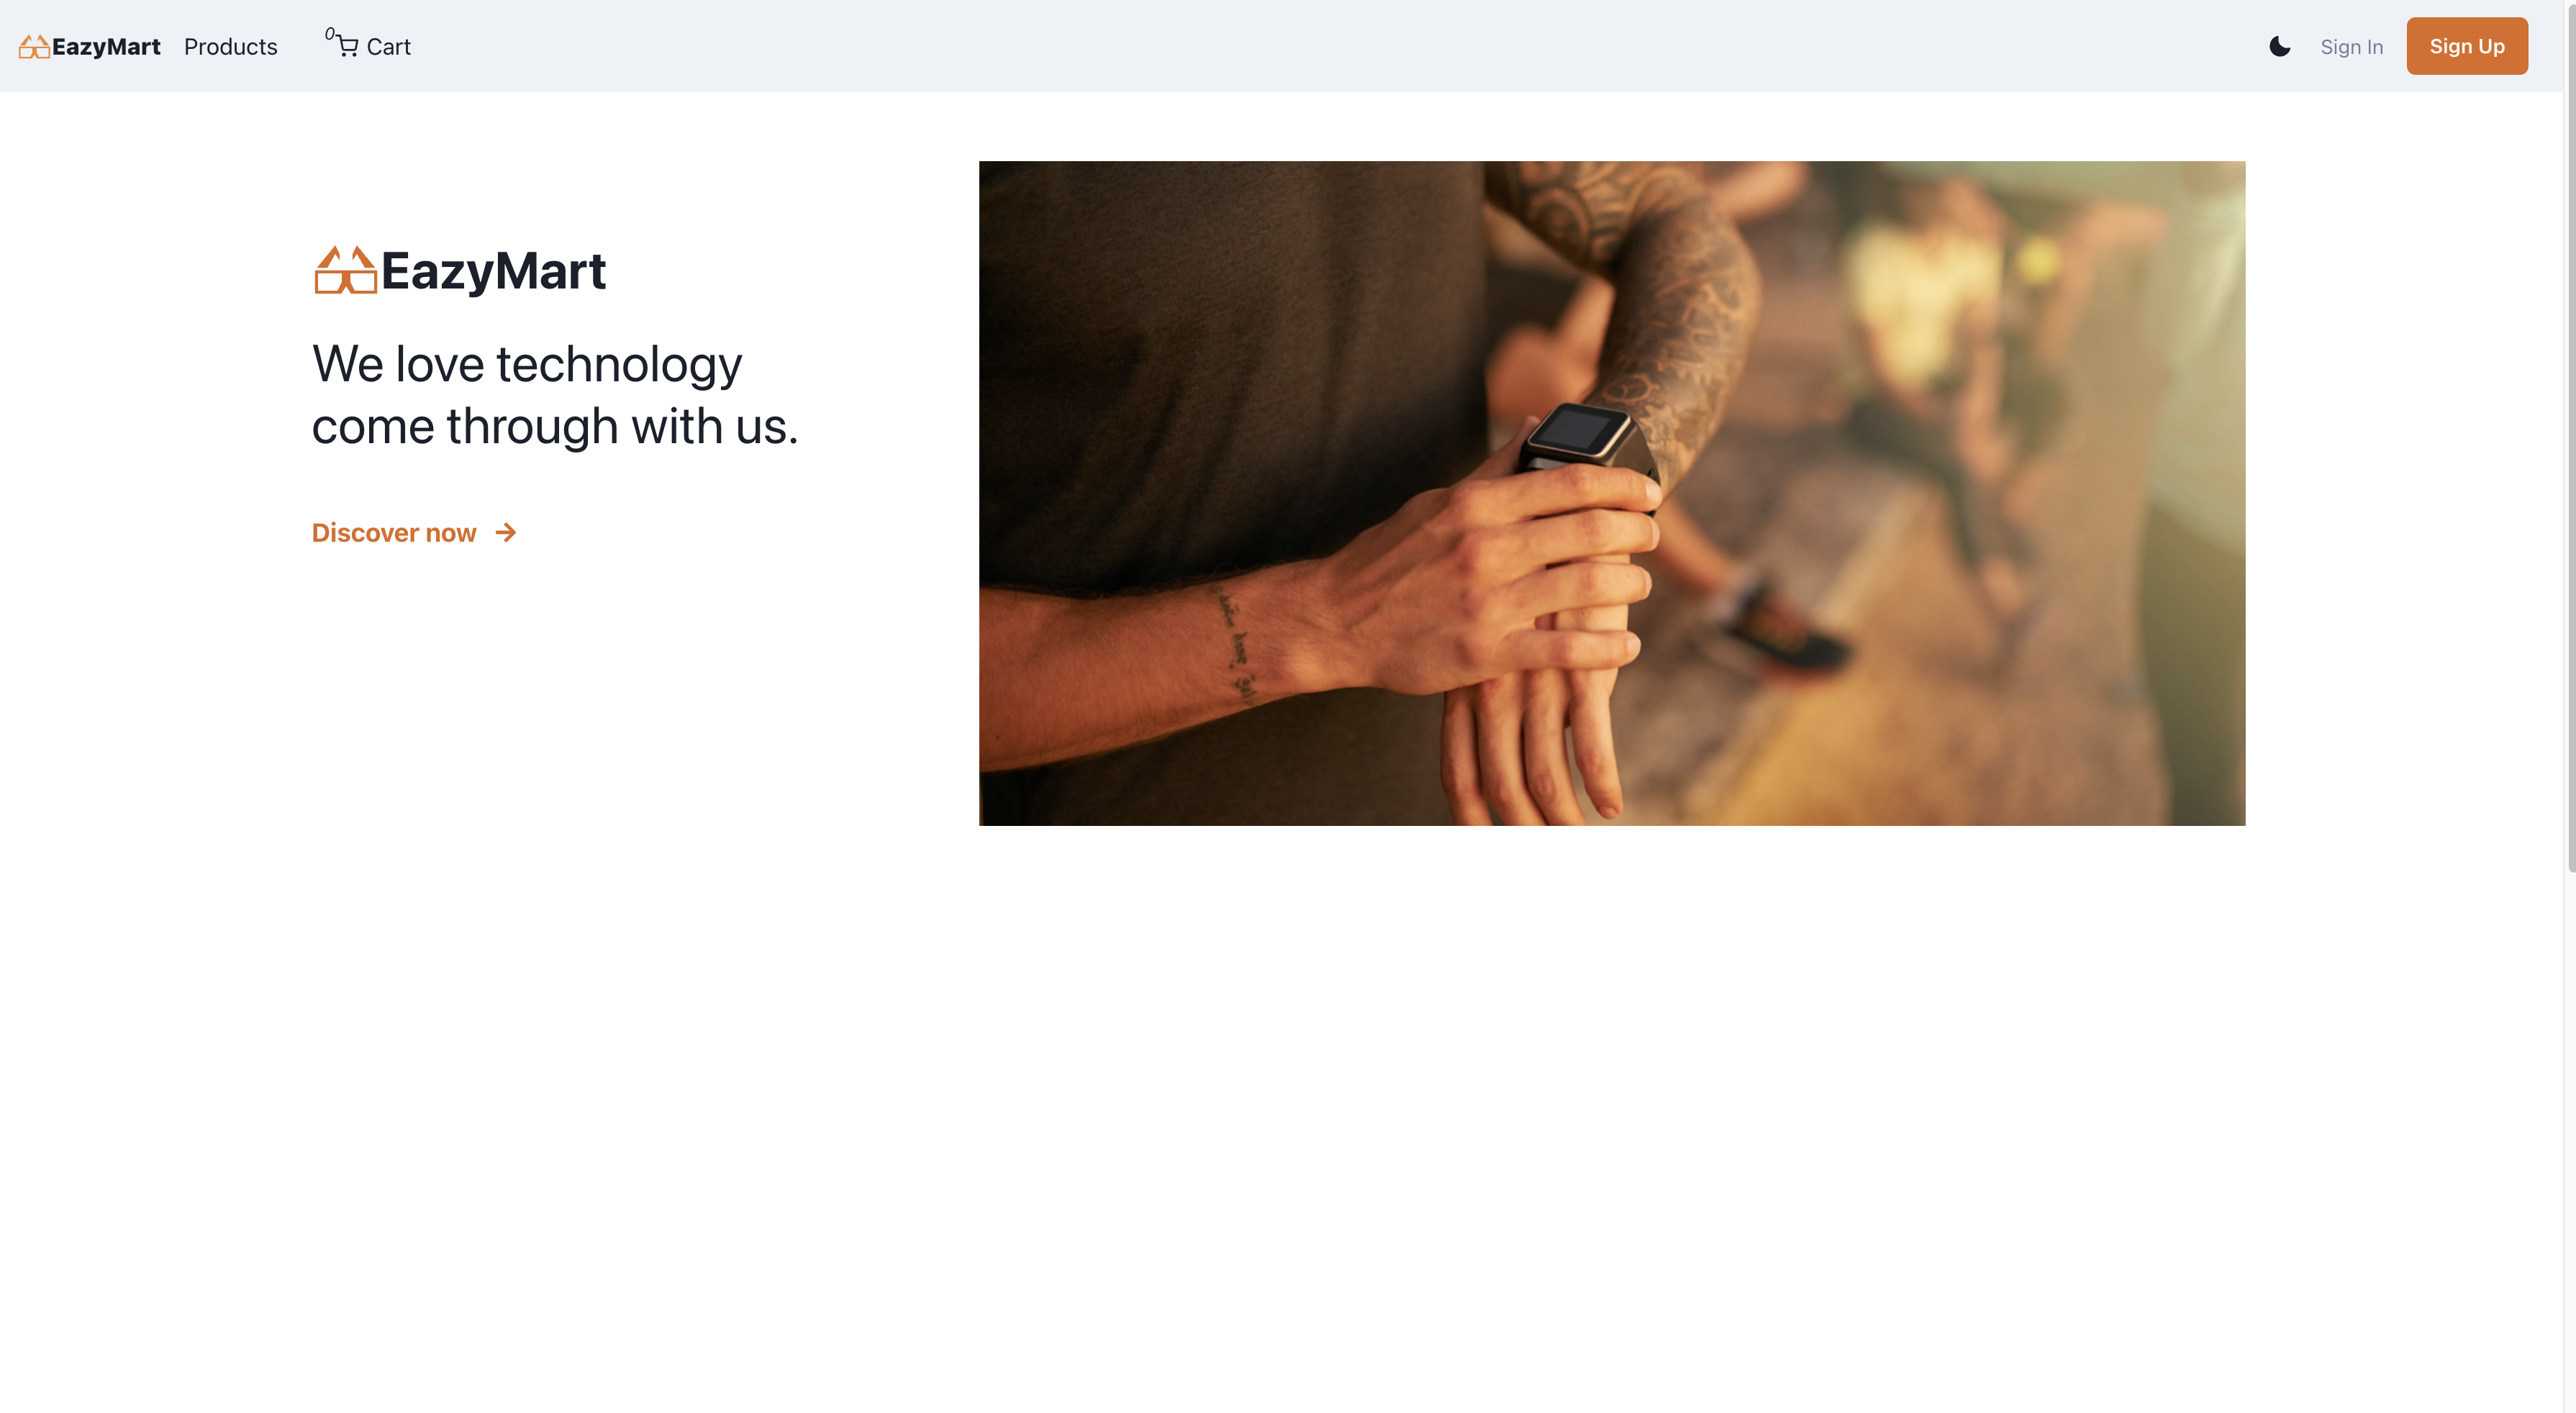 EazyMart
Products
0
Cart
Sign In
Sign Up
EazyMart
We love technology
come through with us.
Discover now